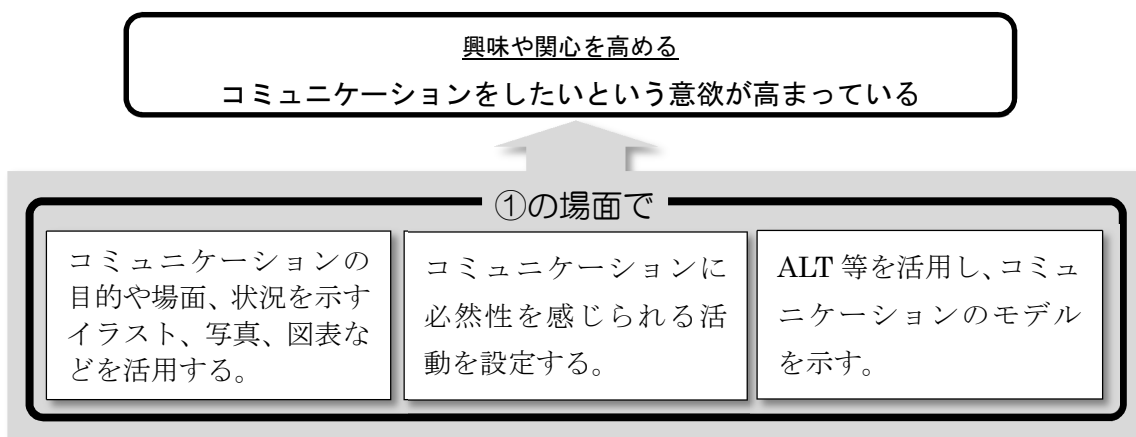 興味や関心を高める
コミュニケーションをしたいという意欲が高まっている
①の場面で
コミュニケーションの
目的や場面、状況を示す
イラスト、写真、図表な
どを活用する。
コミュニケーションに
必然性を感じられる活
動を設定する。
ALT 等を活用し、コミュ
ニケーションのモデル
を示す。